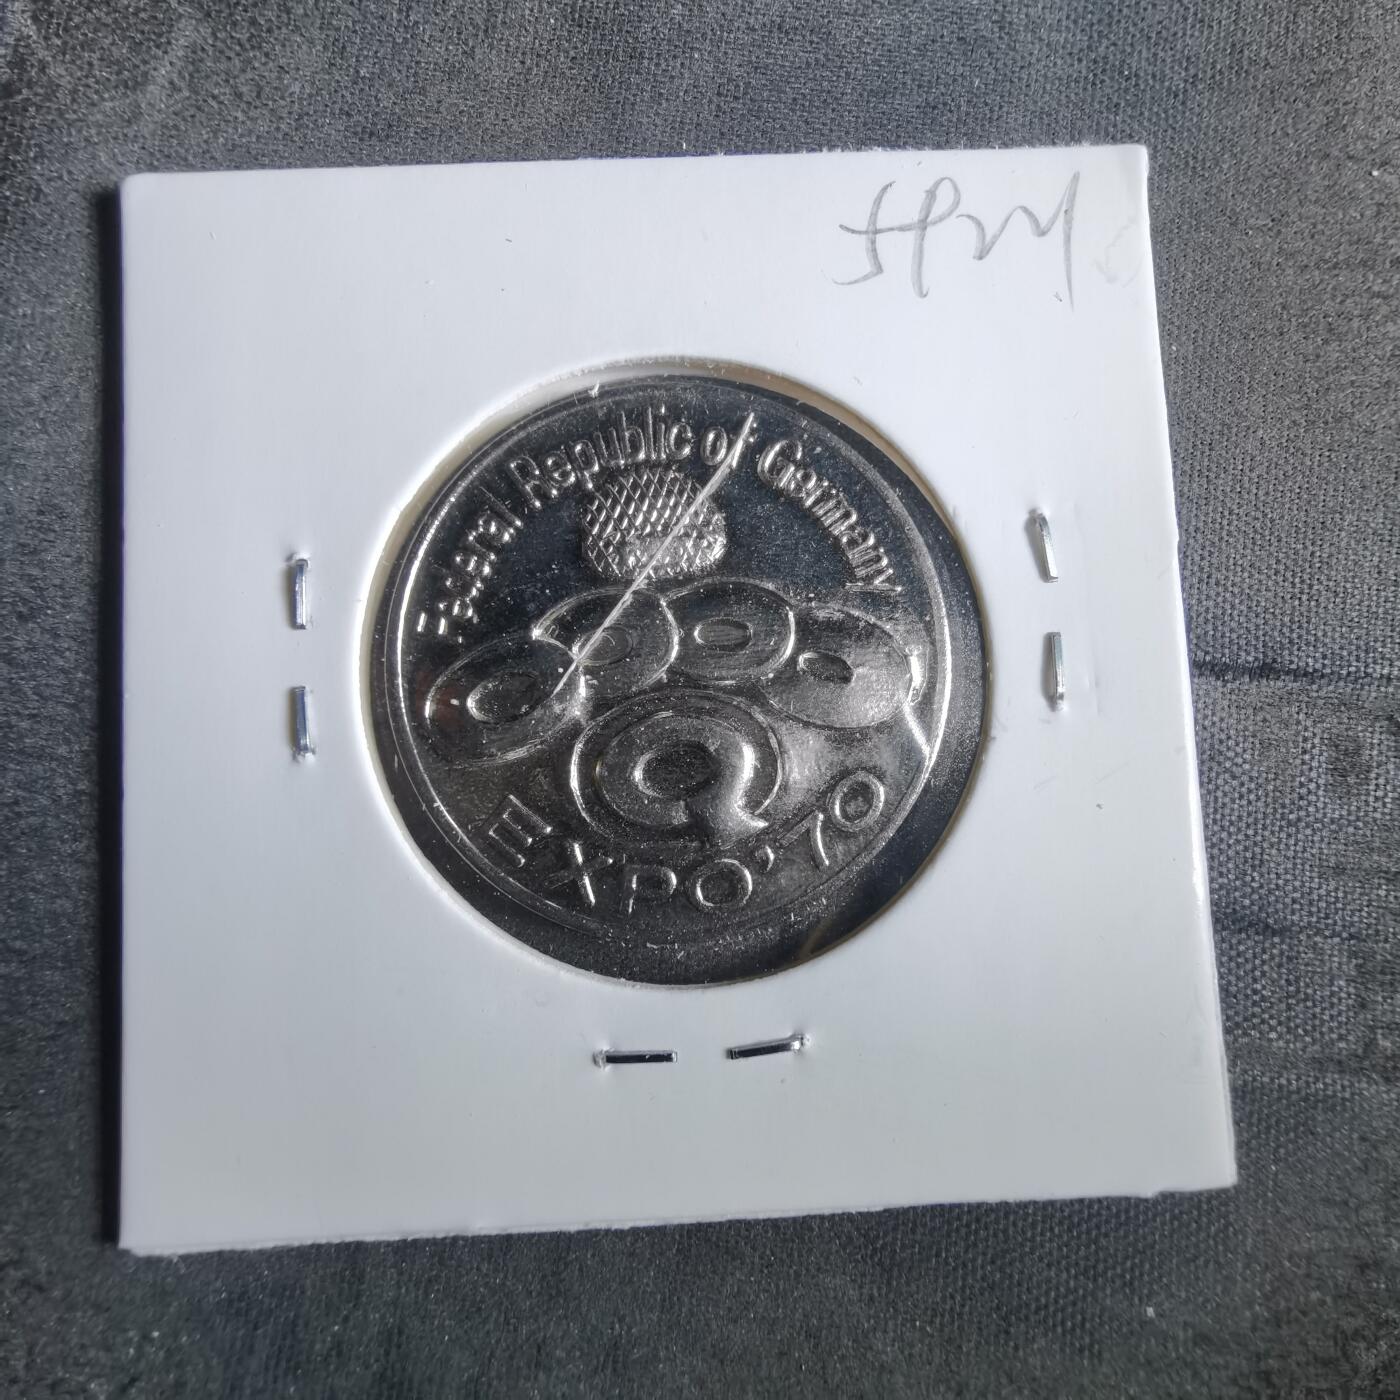 Federal Republic of Germany
EXPO'70